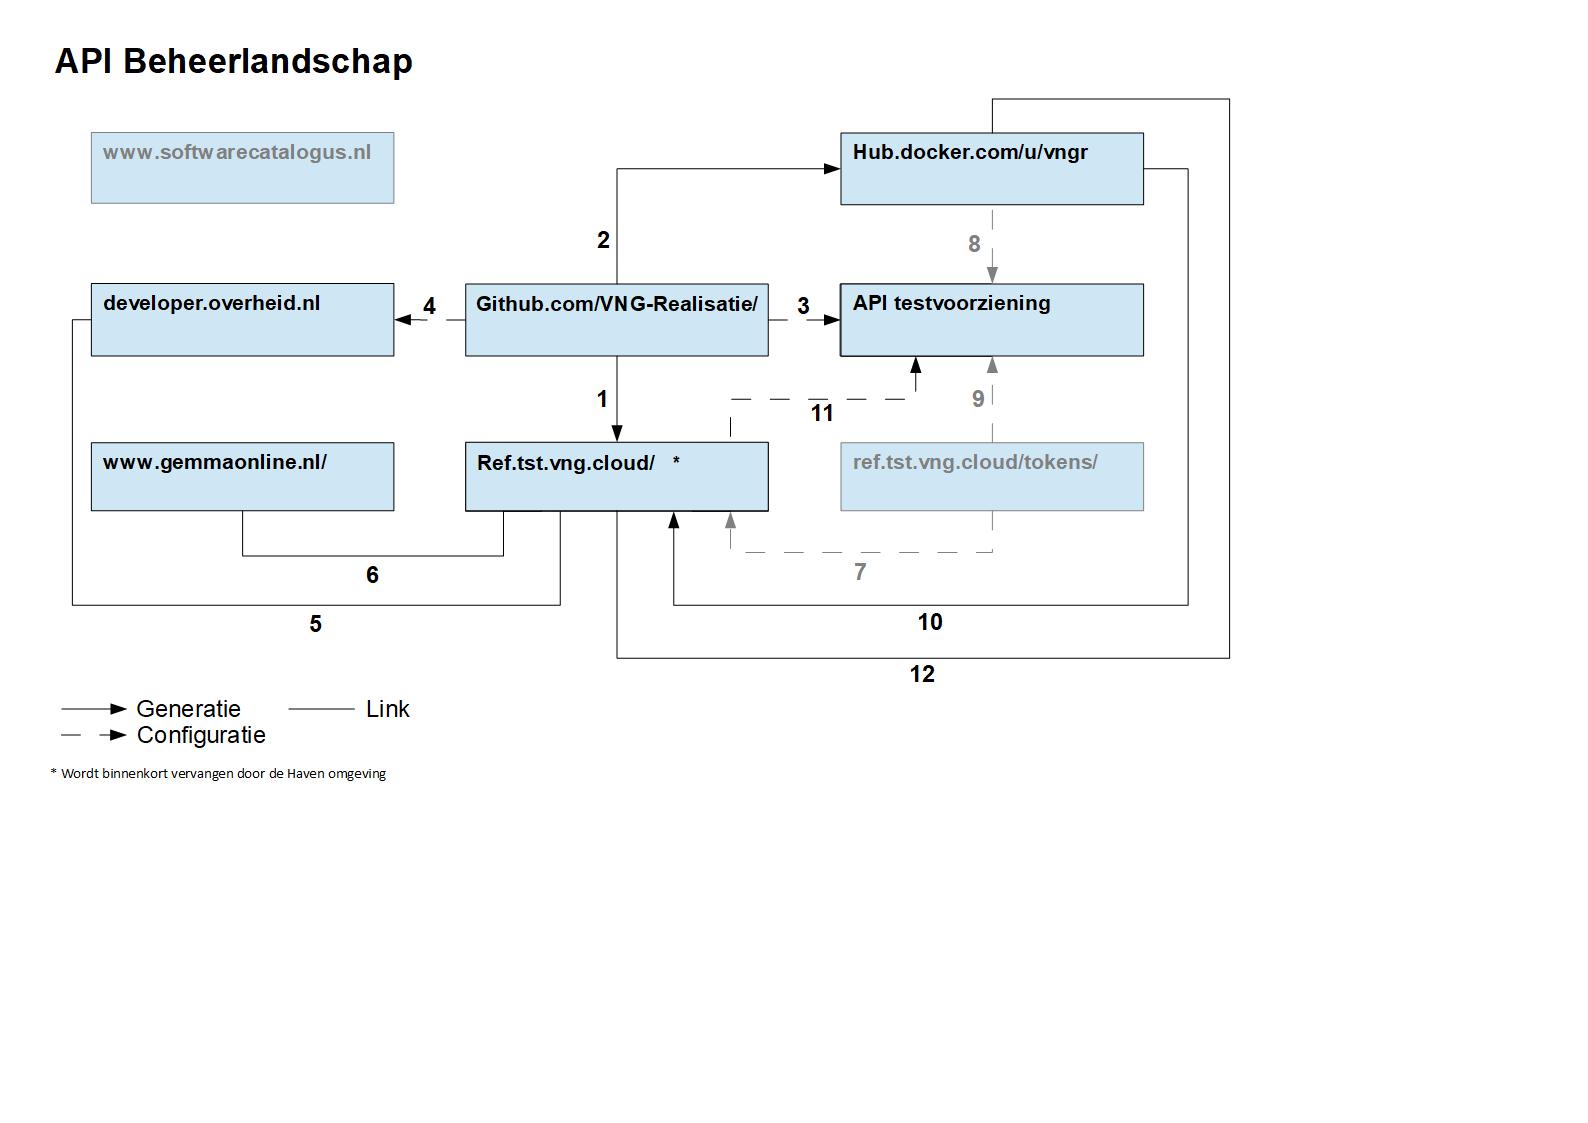 API Beheerlandschap
www.softwarecatalogus.nl
Hub.docker.com/u/vngr
2
8
developer.overheid.nl
4
Github.com/VNG-Realisatie/
3
API testvoorziening
1
11
9
www.gemmaonline.nl/
Ref.tst.vng.cloud/ *
ref.tst.vng.cloud/tokens/
6
7
5
10
12
Generatie
Link
Configuratie
* Wordt binnenkort vervangen door de Haven omgeving